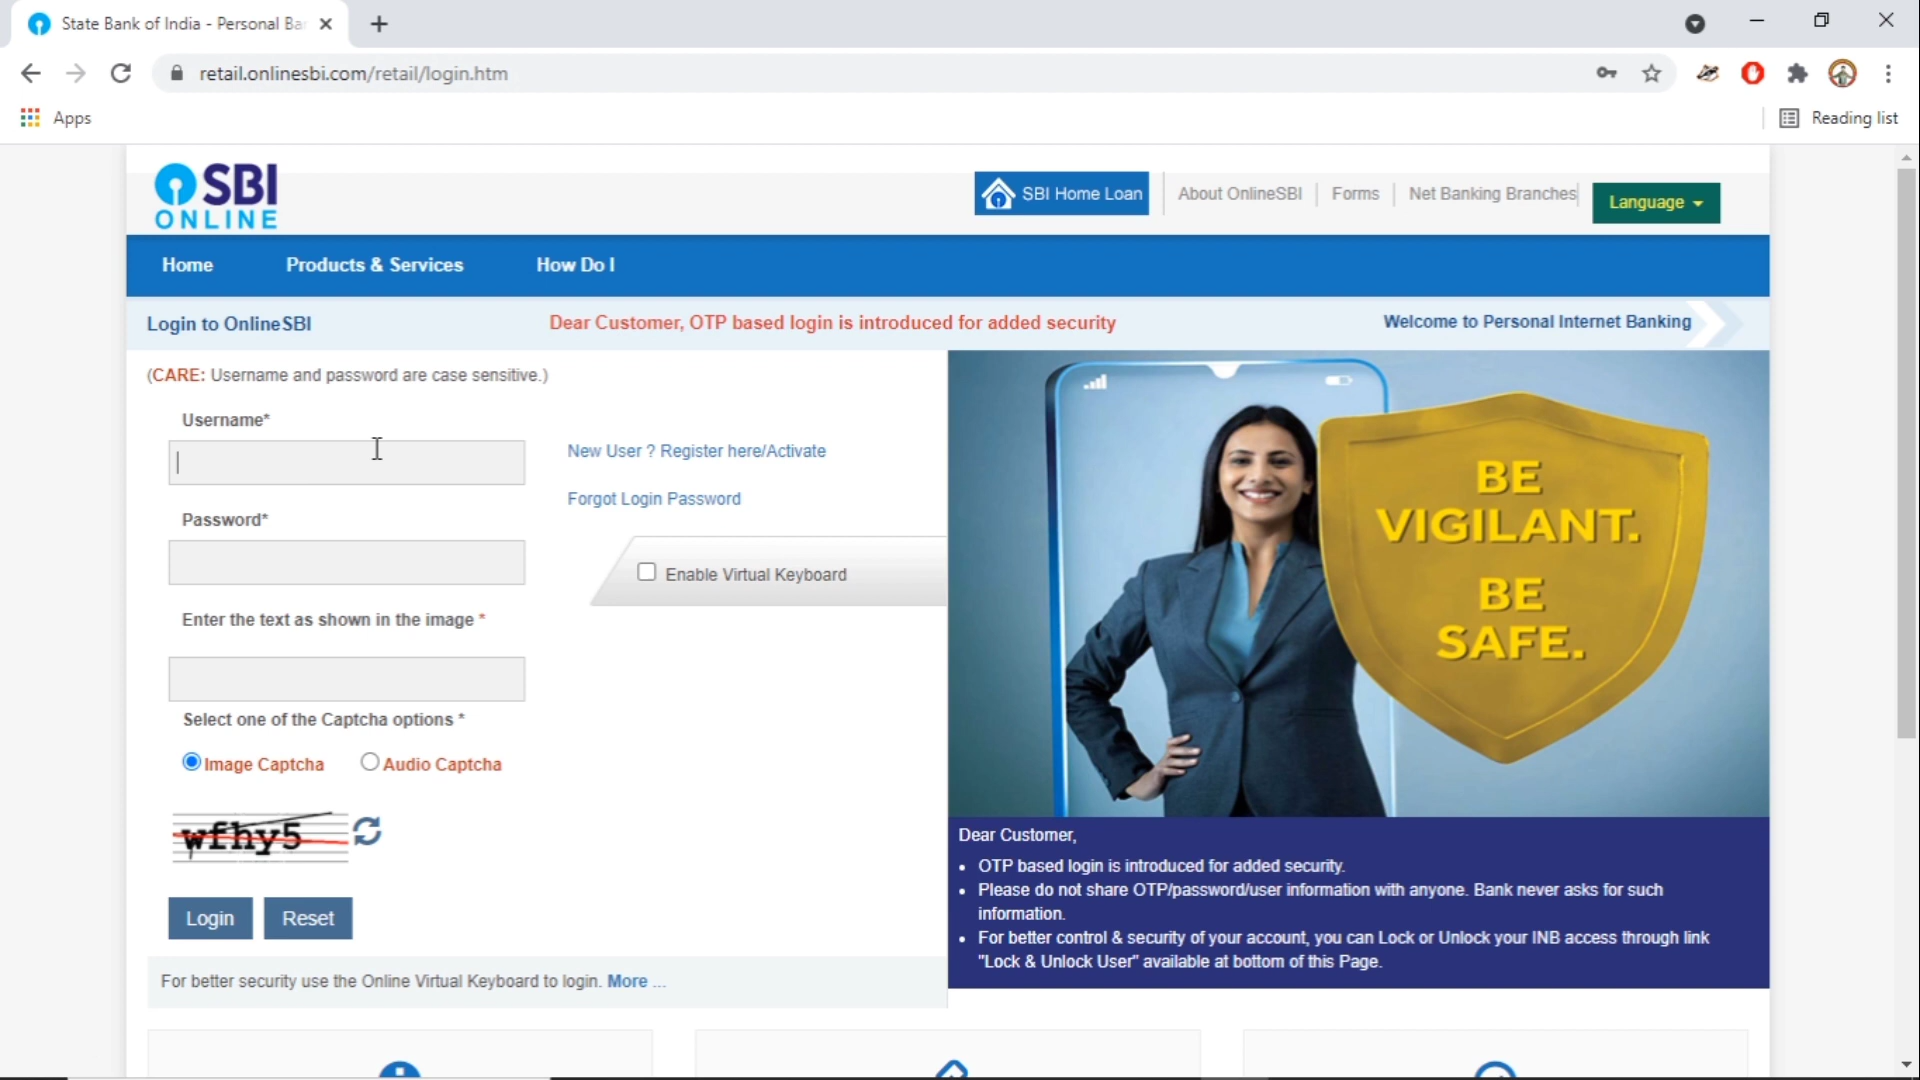 State Bank of India - Personal Ba
retail.onlinesbi.com/retail/login.htm
Apps
Reading list
SBI
ONLINE
SBI Home Loan
About OnlineSBI
Forms
Net Banking Branches
Language
Home
Products & Services
How Do I
Login to OnlineSBI
Dear Customer, OTP based login is introduced for added security
Welcome to Personal Internet Banking
(CARE: Username and password are case sensitive.)
Username*
New User ? Register here/Activate
Forgot Login Password
Password*
Enable Virtual Keyboard
Enter the text as shown in the image *
Select one of the Captcha options *
Image Captcha
Audio Captcha
wfhy5
Login
Reset
For better security use the Online Virtual Keyboard to login. More ...
BE
VIGILANT.
BE
SAFE.
Dear Customer,
• OTP based login is introduced for added security.
• Please do not share OTP/password/user information with anyone. Bank never asks for such
information.
• For better control & security of your account, you can Lock or Unlock your INB access through link
"Lock & Unlock User" available at bottom of this Page.